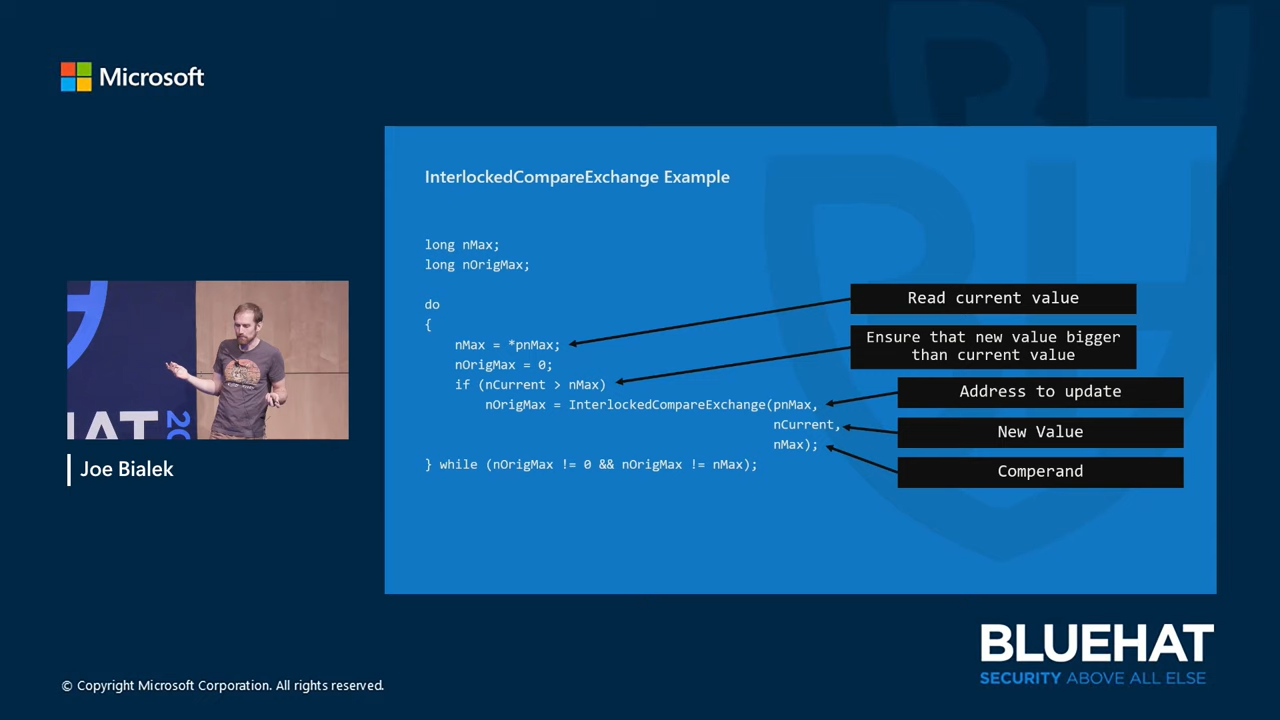 Microsoft
InterlockedCompareExchange Example
long nMax;
long nOrigMax;
do
{
nMax = *pnMax;
nOrigMax = 0;
if (nCurrent > nMax)
nOrigMax = InterlockedCompareExchange(pnMax,
nCurrent,
nMax);
} while (nOrigMax != 0 && nOrigMax != nMax);
Read current value
Ensure that new value bigger
than current value
Address to update
New Value
Comperand
HAT
20
Joe Bialek
BLUEHAT
SECURITY ABOVE ALL ELSE
© Copyright Microsoft Corporation. All rights reserved.